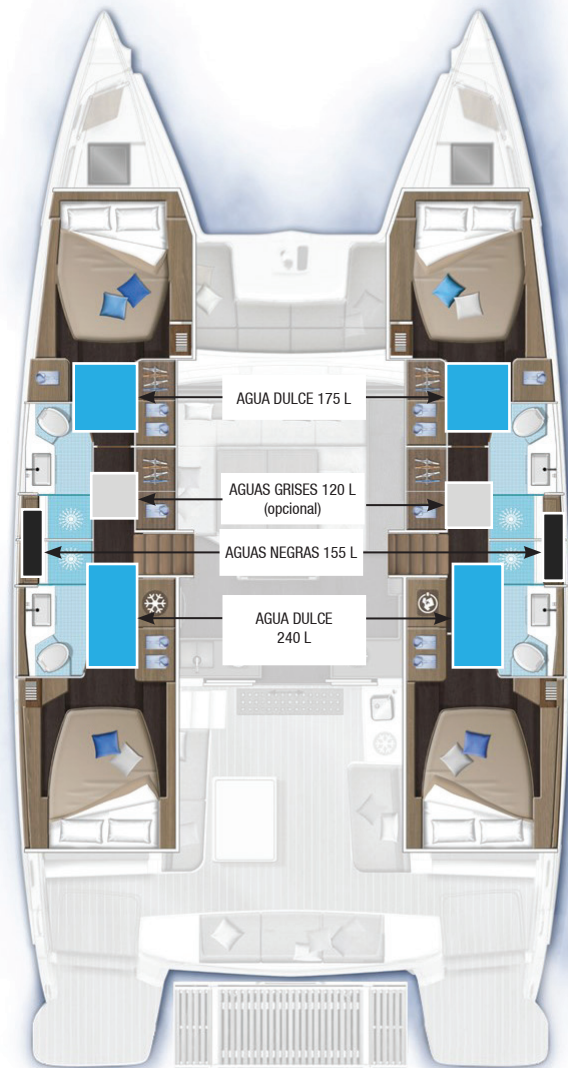 AGUA DULCE 175 L
AGUAS GRISES 120 L
(opcional)
AGUAS NEGRAS 155 L
AGUA DULCE
240 L